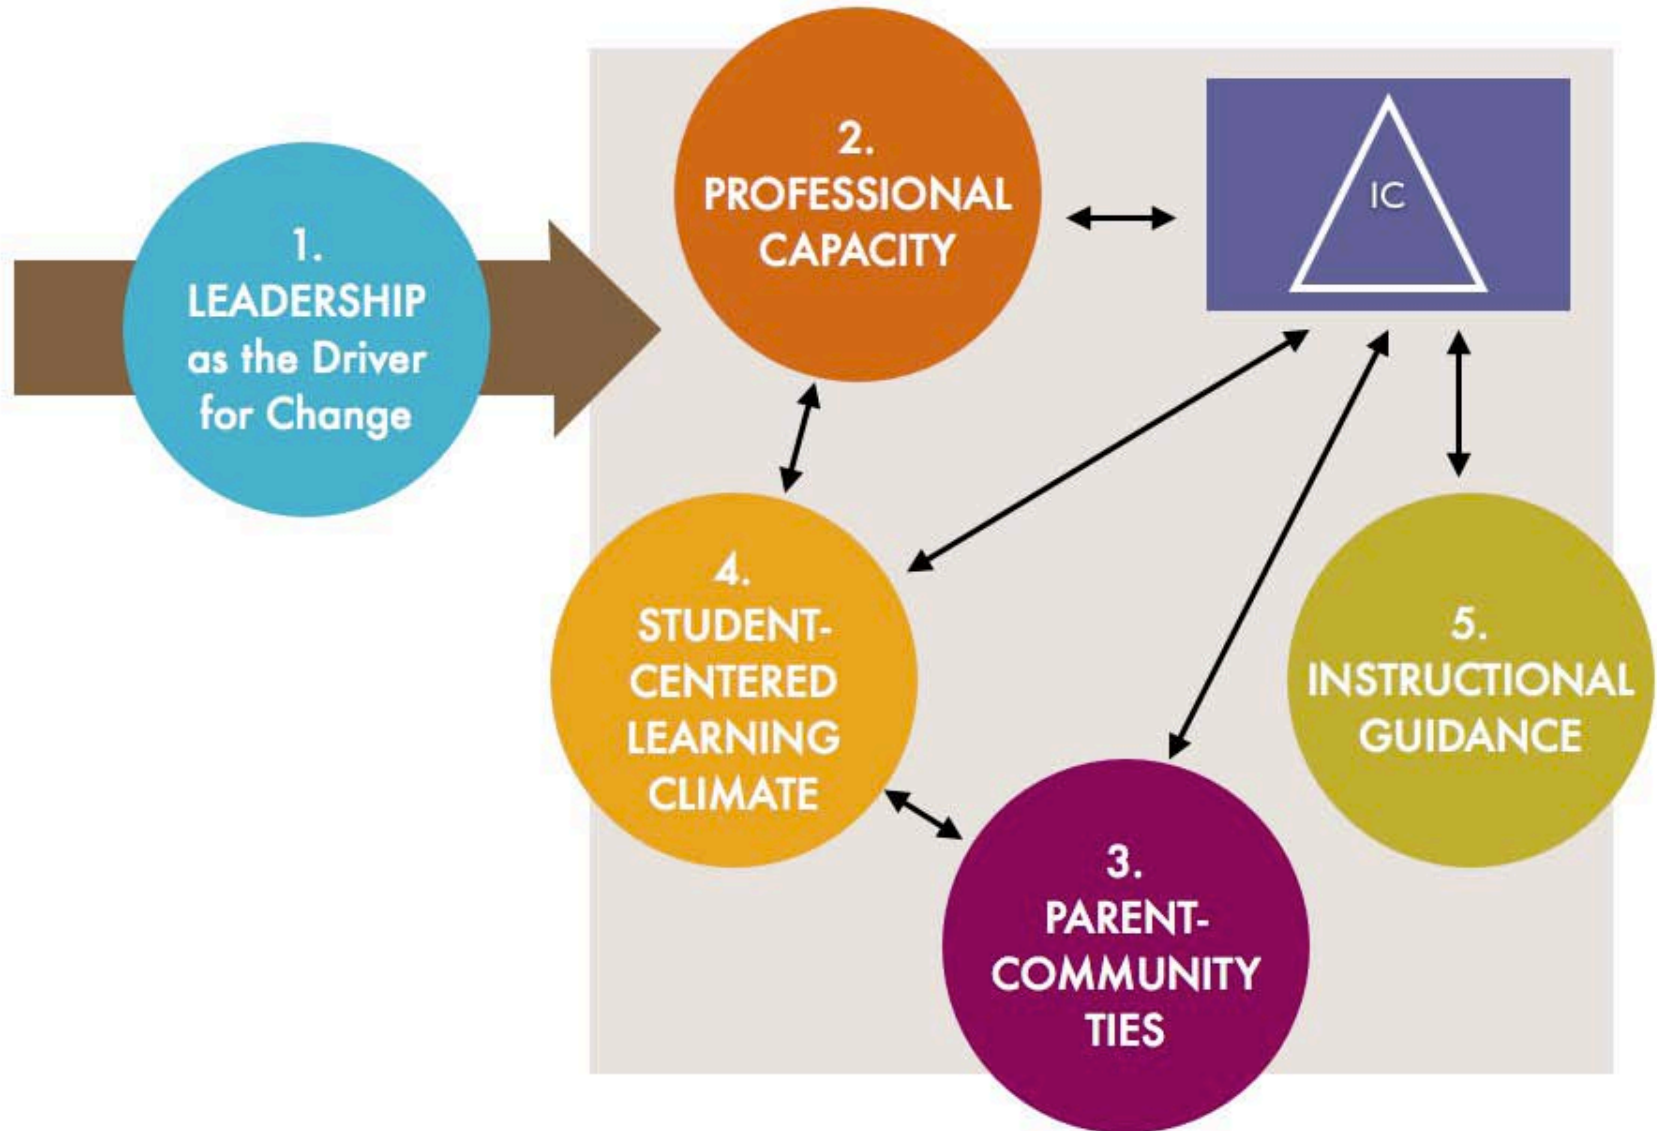 1.
LEADERSHIP
as the Driver
for Change
2.
PROFESSIONAL
CAPACITY
IC
4.
STUDENT-
CENTERED
LEARNING
CLIMATE
3.
PARENT-
COMMUNITY
TIES
5.
INSTRUCTIONAL
GUIDANCE